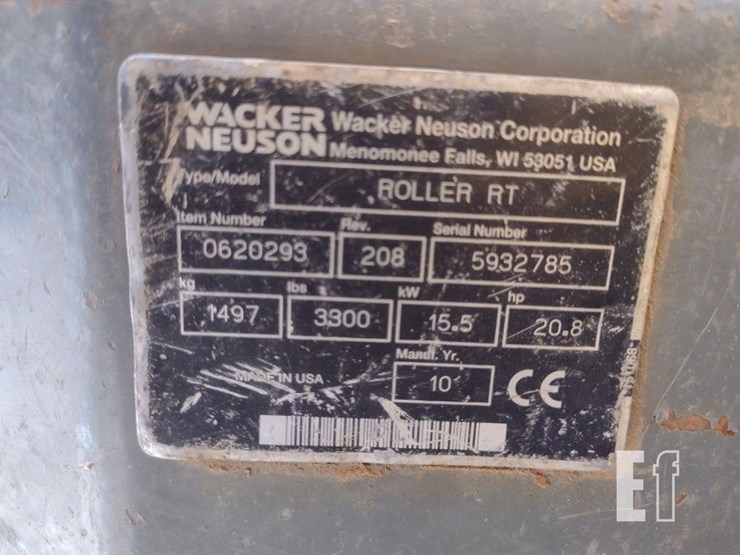 WACKER NEUSON Wacker Neuson Corporation
Menomonee Falls, WI 53051 USA
Type/Model ROLLER RT
Item Number Rev. Serial Number
0620293 208 5932785
kg lbs kW hp
1497 3300 15.5 20.8
Manuf. Yr.
MADE IN USA 10 CE
Ef